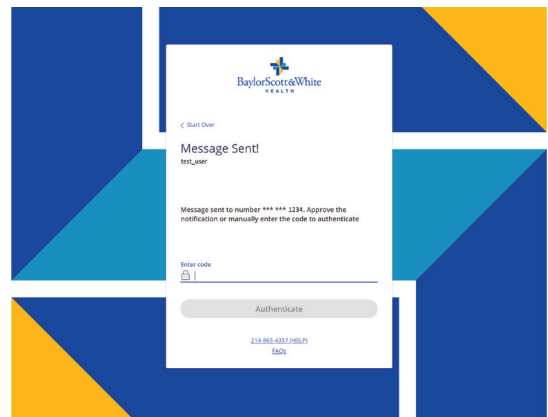 BaylorScott&White
HEALTH
< Start Over
Message Sent!
test_user
Message sent to number *** *** 1234. Approve the
notification or manually enter the code to authenticate
Enter code
Authenticate
214-865-4357 (HELP)
FAQs